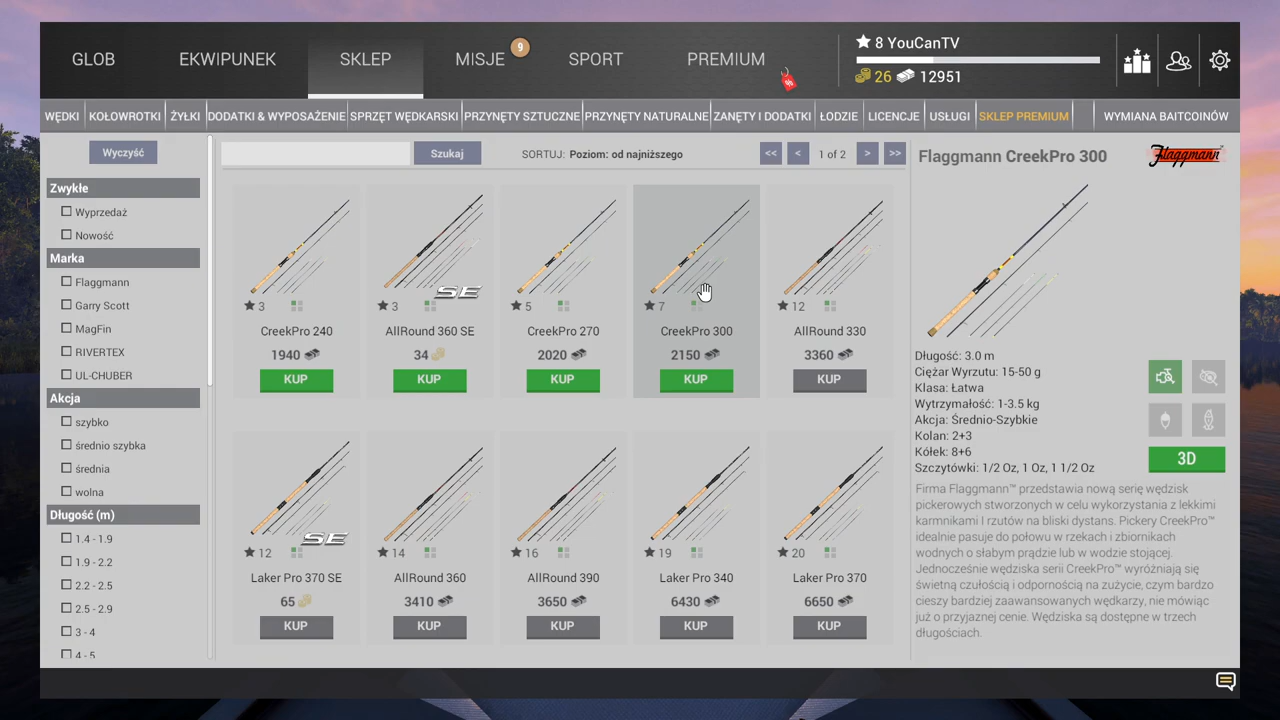 GLOB
EKWIPUNEK
SKLEP
MISJE 9
SPORT
PREMIUM
%
8 YouCanTV
26 12951
WĘDKI
KOŁOWROTKI
ŻYŁKI
DODATKI & WYPOSAŻENIE
SPRZĘT WĘDKARSKI
PRZYNĘTY SZTUCZNE
PRZYNĘTY NATURALNE
ZANĘTY I DODATKI
ŁODZIE
LICENCJE
USŁUGI
SKLEP PREMIUM
WYMIANA BAITCOINÓW
Wyczyść
Zwykłe
Wyprzedaż
Nowość
Marka
Flaggmann
Garry Scott
MagFin
RIVERTEX
UL-CHUBER
Akcja
szybko
średnio szybka
średnia
wolna
Długość (m)
1.4 - 1.9
1.9 - 2.2
2.2 - 2.5
2.5 - 2.9
3 - 4
4 - 5
Szukaj
SORTUJ: Poziom: od najniższego
<< < 1 of 2 > >>
3
CreekPro 240
1940
KUP
3
SE
AllRound 360 SE
34
KUP
5
CreekPro 270
2020
KUP
7
CreekPro 300
2150
KUP
12
AllRound 330
3360
KUP
12
SE
Laker Pro 370 SE
65
KUP
14
AllRound 360
3410
KUP
16
AllRound 390
3650
KUP
19
Laker Pro 340
6430
KUP
20
Laker Pro 370
6650
KUP
Flaggmann CreekPro 300
Flaggmann
Długość: 3.0 m
Ciężar Wyrzutu: 15-50 g
Klasa: Łatwa
Wytrzymałość: 1-3.5 kg
Akcja: Średnio-Szybkie
Kolan: 2+3
Kółek: 8+6
Szczytówki: 1/2 Oz, 1 Oz, 1 1/2 Oz
3D
Firma Flaggmann™ przedstawia nową serię wędzisk
pickerowych stworzonych w celu wykorzystania z lekkimi
karmnikami I rzutów na bliski dystans. Pickery CreekPro™
idealnie pasuje do połowu w rzekach i zbiornikach
wodnych o słabym prądzie lub w wodzie stojącej.
Jednocześnie wędziska serii CreekPro™ wyróżniają się
świetną czułością i odpornością na zużycie, czym bardzo
cieszy bardziej zaawansowanych wędkarzy, nie mówiąc
już o przyjaznej cenie. Wędziska są dostępne w trzech
długościach.